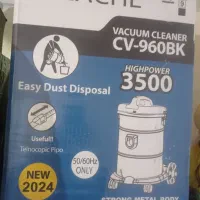 VACUUM CLEANER
CV-960BK
HIGHPOWER
3500
Easy Dust Disposal
Usefull!
Telnocopic Pipe
50/60Hz
ONLY
NEW
2024
STRONG METAL BODY